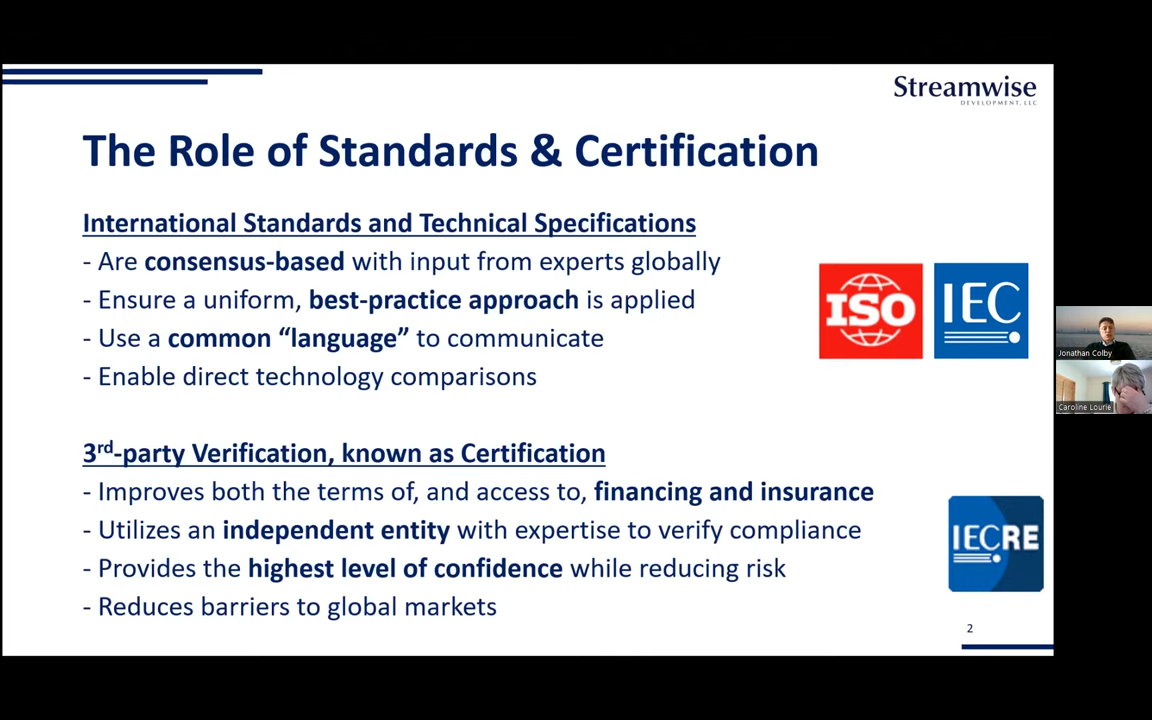 Streamwise
DEVELOPMENT, LLC
The Role of Standards & Certification
International Standards and Technical Specifications
- Are consensus-based with input from experts globally
- Ensure a uniform, best-practice approach is applied
- Use a common “language” to communicate
- Enable direct technology comparisons
ISO
IEC
Jonathan Colby
Caroline Lourie
3rd-party Verification, known as Certification
- Improves both the terms of, and access to, financing and insurance
- Utilizes an independent entity with expertise to verify compliance
- Provides the highest level of confidence while reducing risk
- Reduces barriers to global markets
IECRE
2